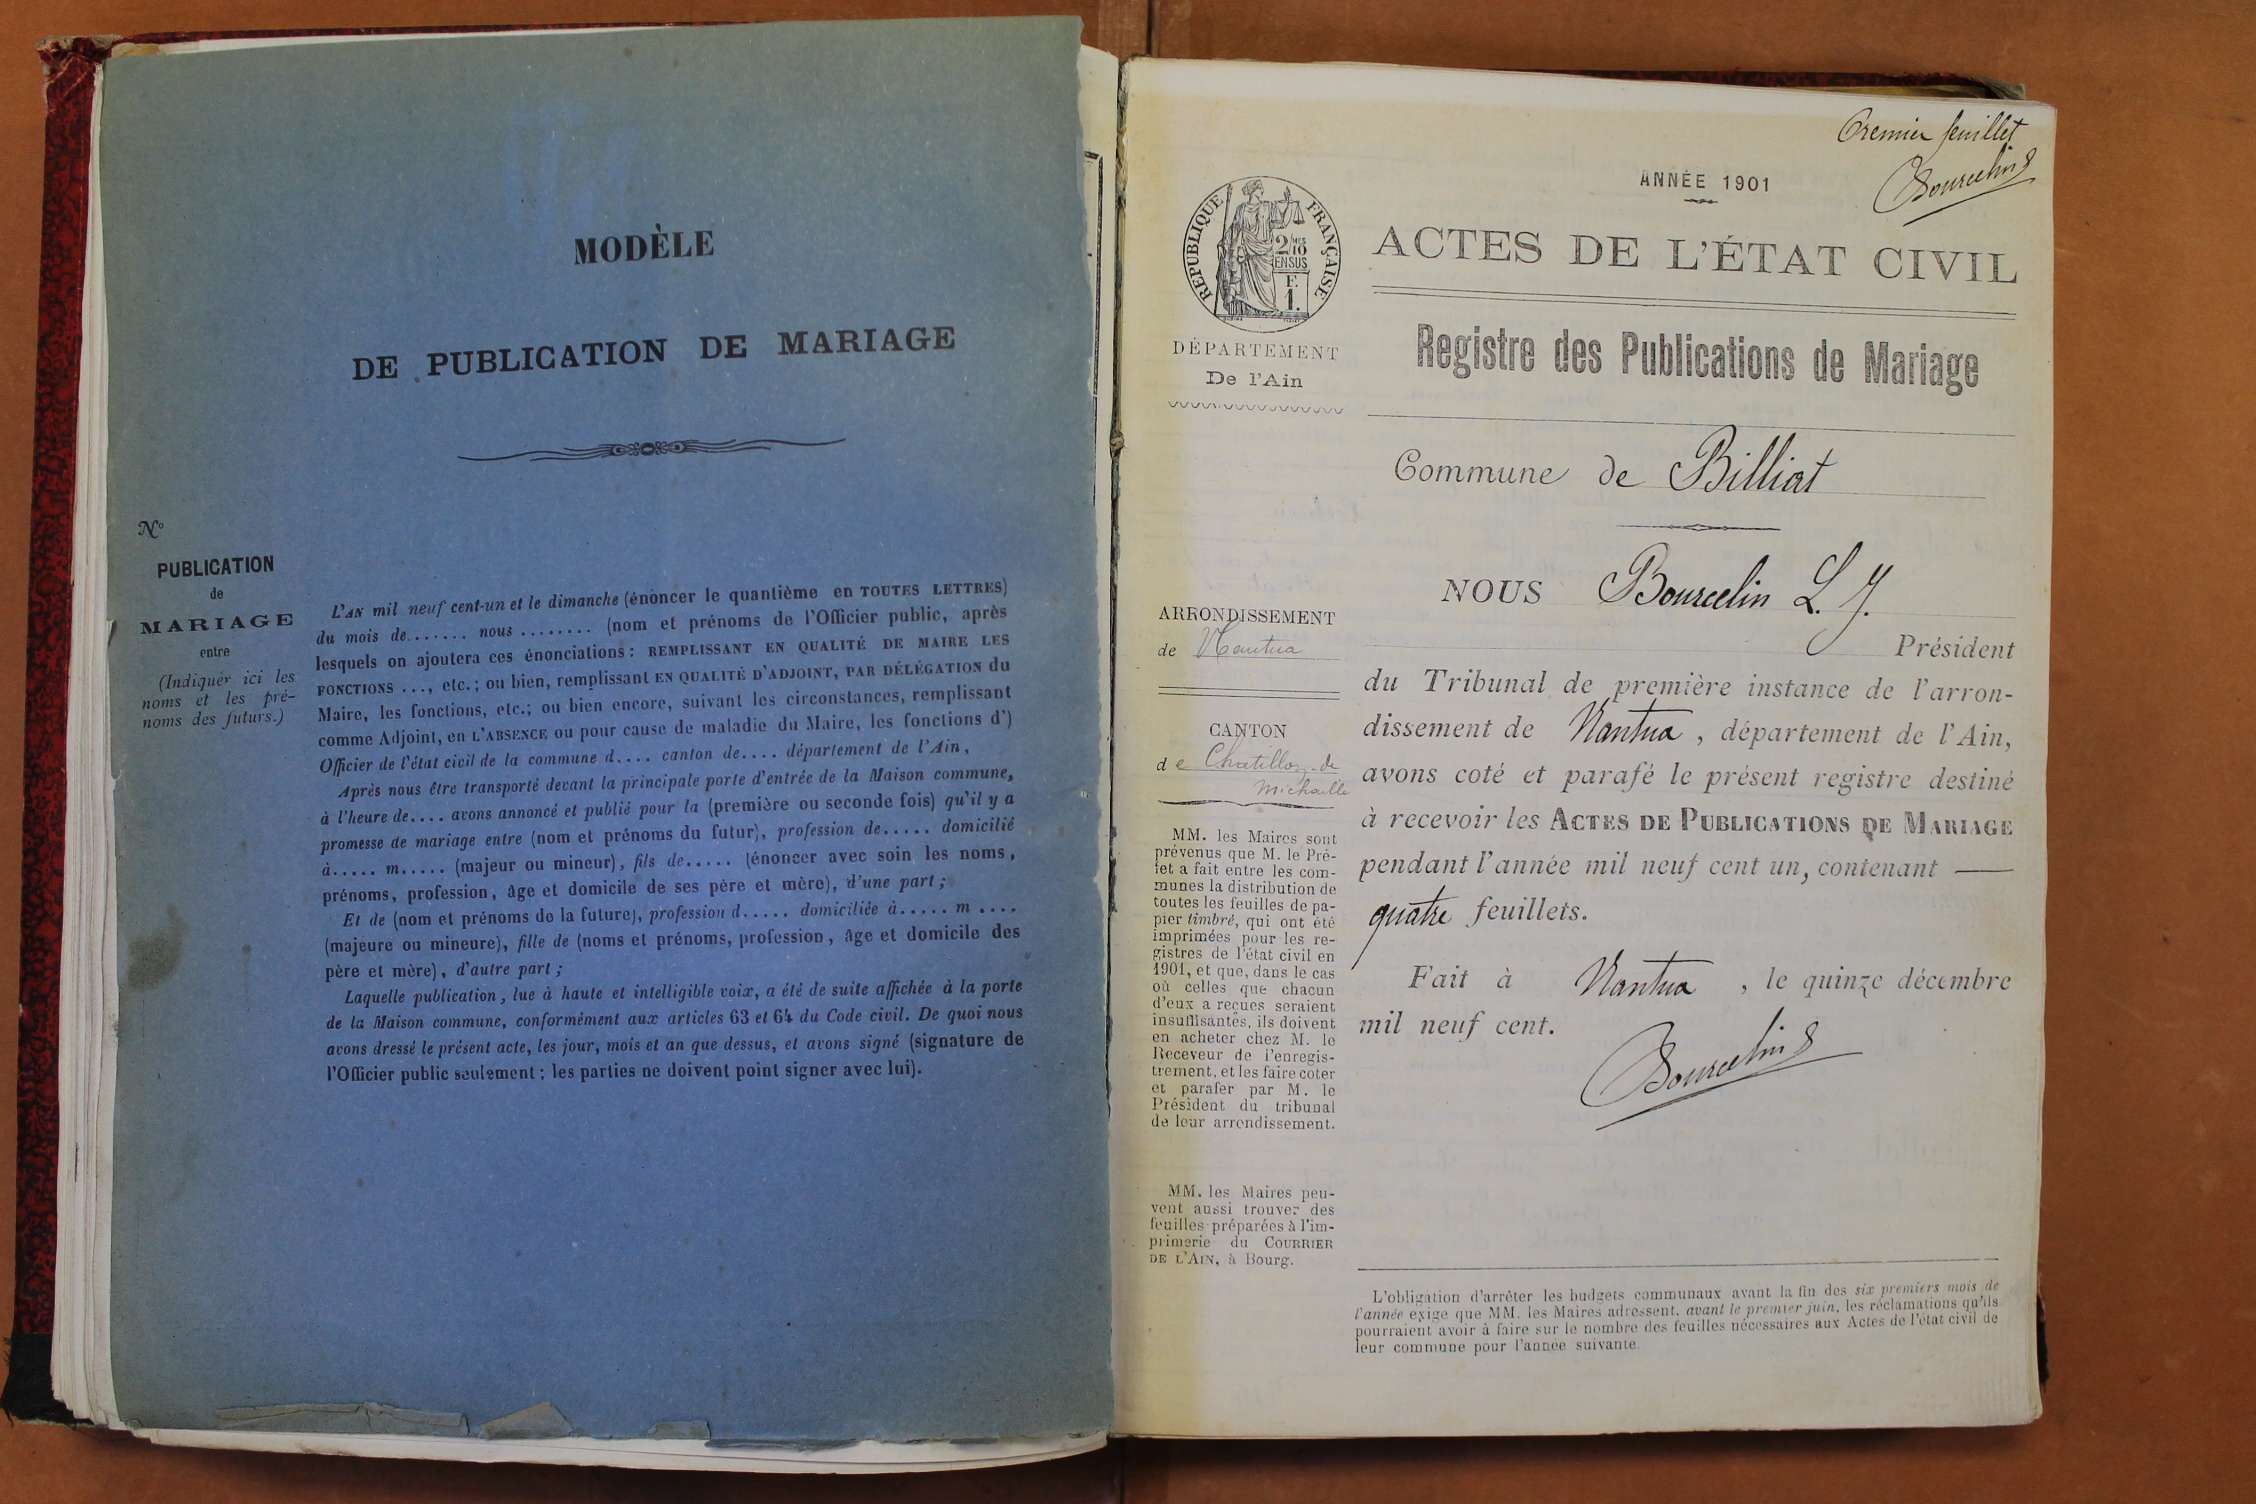 MODÈLE
DE PUBLICATION DE MARIAGE
N°
PUBLICATION
de
MARIAGE
entre
(Indiquer ici les
noms et les pré-
noms des futurs.)
L'AN mil neuf cent-un et le dimanche (énoncer le quantième en TOUTES LETTRES)
du mois de....... nous ........ (nom et prénoms de l'Officier public, après
lesquels on ajoutera ces énonciations: REMPLISSANT EN QUALITÉ DE MAIRE LES
FONCTIONS ..., etc.; ou bien, remplissant EN QUALITÉ D'ADJOINT, PAR DÉLÉGATION du
Maire, les fonctions, etc.; ou bien encore, suivant les circonstances, remplissant
comme Adjoint, en L'ABSENCE ou pour cause de maladie du Maire, les fonctions d')
Officier de l'état civil de la commune d.... canton de.... département de l'Ain,
Après nous être transporté devant la principale porte d'entrée de la Maison commune,
à l'heure de.... avons annoncé et publié pour la (première ou seconde fois) qu'il y a
promesse de mariage entre (nom et prénoms du futur), profession de..... domicilié
à..... m..... (majeur ou mineur), fils de..... (énoncer avec soin les noms,
prénoms, profession, âge et domicile de ses père et mère), d'une part;
Et de (nom et prénoms de la future), profession d..... domiciliée à..... m ....
(majeure ou mineure), fille de (noms et prénoms, profession, âge et domicile des
père et mère), d'autre part;
Laquelle publication, lue à haute et intelligible voix, a été de suite affichée à la porte
de la Maison commune, conformément aux articles 63 et 64 du Code civil. De quoi nous
avons dressé le présent acte, les jour, mois et an que dessus, et avons signé (signature de
l'Officier public seulement; les parties ne doivent point signer avec lui).
Premier feuillet
Bourcelin
ANNÉE 1901
RÉPUBLIQUE FRANÇAISE
2/10 MES
EN SUS
F.
1.
ACTES DE L'ÉTAT CIVIL
DÉPARTEMENT
De l'Ain
Registre des Publications de Mariage
Commune de Billiat
NOUS Bourcelin L. J.
Président
ARRONDISSEMENT
de Nantua
CANTON
de Chatillon-de
Michaille
du Tribunal de première instance de l'arron-
dissement de Nantua, département de l'Ain,
avons coté et parafé le présent registre destiné
à recevoir les ACTES DE PUBLICATIONS DE MARIAGE
pendant l'année mil neuf cent un, contenant —
quatre feuillets.
Fait à Nantua, le quinze décembre
mil neuf cent.
Bourcelin
MM. les Maires sont
prévenus que M. le Pré-
fet a fait entre les com-
munes la distribution de
toutes les feuilles de pa-
pier timbré, qui ont été
imprimées pour les re-
gistres de l'état civil en
1901, et que, dans le cas
où celles que chacun
d'eux a reçues seraient
insuffisantes, ils doivent
en acheter chez M. le
Receveur de l'enregis-
trement, et les faire coter
et parafer par M. le
Président du tribunal
de leur arrondissement.
MM. les Maires peu-
vent aussi trouver des
feuilles préparées à l'im-
primerie du COURRIER
DE L'AIN, à Bourg.
L'obligation d'arrêter les budgets communaux avant la fin des six premiers mois de
l'année exige que MM. les Maires adressent, avant le premier juin, les réclamations qu'ils
pourraient avoir à faire sur le nombre des feuilles nécessaires aux Actes de l'état civil de
leur commune pour l'année suivante.